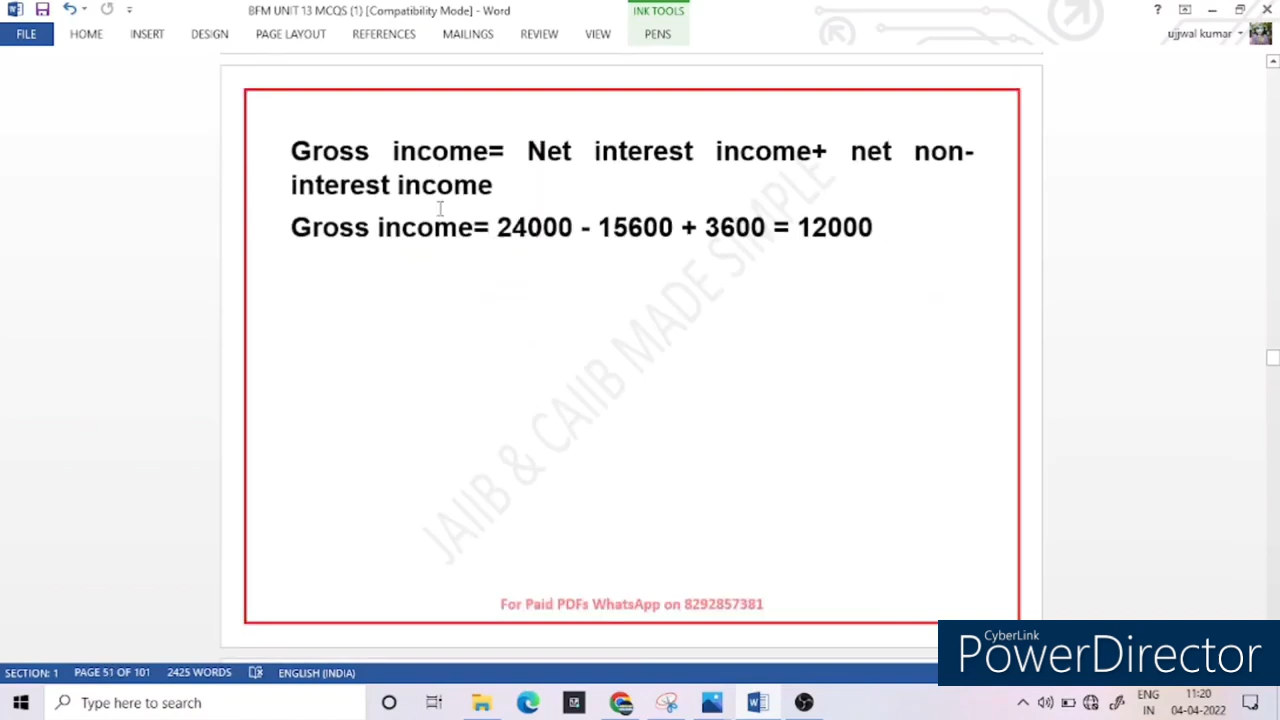 BFM UNIT 13 MCQS (1) [Compatibility Mode] - Word
INK TOOLS
?
FILE HOME INSERT DESIGN PAGE LAYOUT REFERENCES MAILINGS REVIEW VIEW PENS
ujjwal kumar
Gross income= Net interest income+ net non-
interest income
Gross income= 24000 - 15600 + 3600 = 12000
JAIIB & CAIIB MADE SIMPLE
For Paid PDFs WhatsApp on 8292857381
CyberLink
PowerDirector
SECTION: 1 PAGE 51 OF 101 2425 WORDS ENGLISH (INDIA)
Type here to search
ENG
IN
11:20
04-04-2022